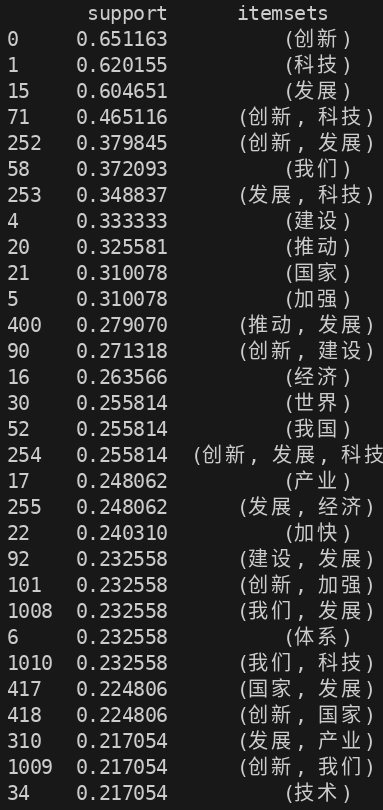 support itemsets
0 0.651163 (创新)
1 0.620155 (科技)
15 0.604651 (发展)
71 0.465116 (创新, 科技)
252 0.379845 (创新, 发展)
58 0.372093 (我们)
253 0.348837 (发展, 科技)
4 0.333333 (建设)
20 0.325581 (推动)
21 0.310078 (国家)
5 0.310078 (加强)
400 0.279070 (推动, 发展)
90 0.271318 (创新, 建设)
16 0.263566 (经济)
30 0.255814 (世界)
52 0.255814 (我国)
254 0.255814 (创新, 发展, 科技
17 0.248062 (产业)
255 0.248062 (发展, 经济)
22 0.240310 (加快)
92 0.232558 (建设, 发展)
101 0.232558 (创新, 加强)
1008 0.232558 (我们, 发展)
6 0.232558 (体系)
1010 0.232558 (我们, 科技)
417 0.224806 (国家, 发展)
418 0.224806 (创新, 国家)
310 0.217054 (发展, 产业)
1009 0.217054 (创新, 我们)
34 0.217054 (技术)